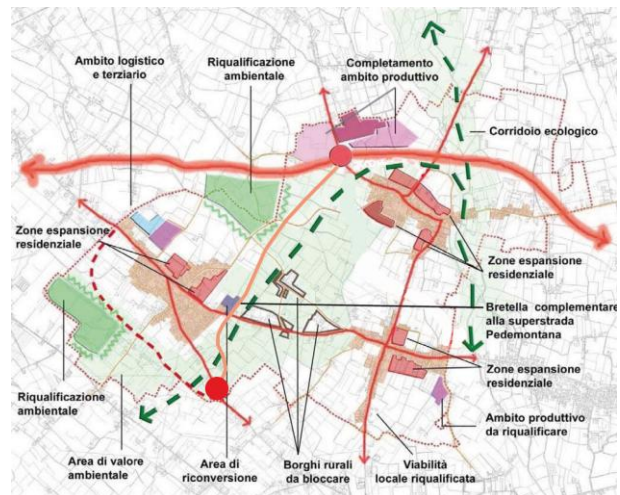 Ambito logistico
e terziario
Riqualificazione
ambientale
Completamento
ambito produttivo
Corridoio ecologico
Zone espansione
residenziale
Zone espansione
residenziale
Bretella complementare
alla superstrada
Pedemontana
Zone espansione
residenziale
Riqualificazione
ambientale
Ambito produttivo
da riqualificare
Area di valore
ambientale
Area di
riconversione
Borghi rurali
da bloccare
Viabilità
locale riqualificata